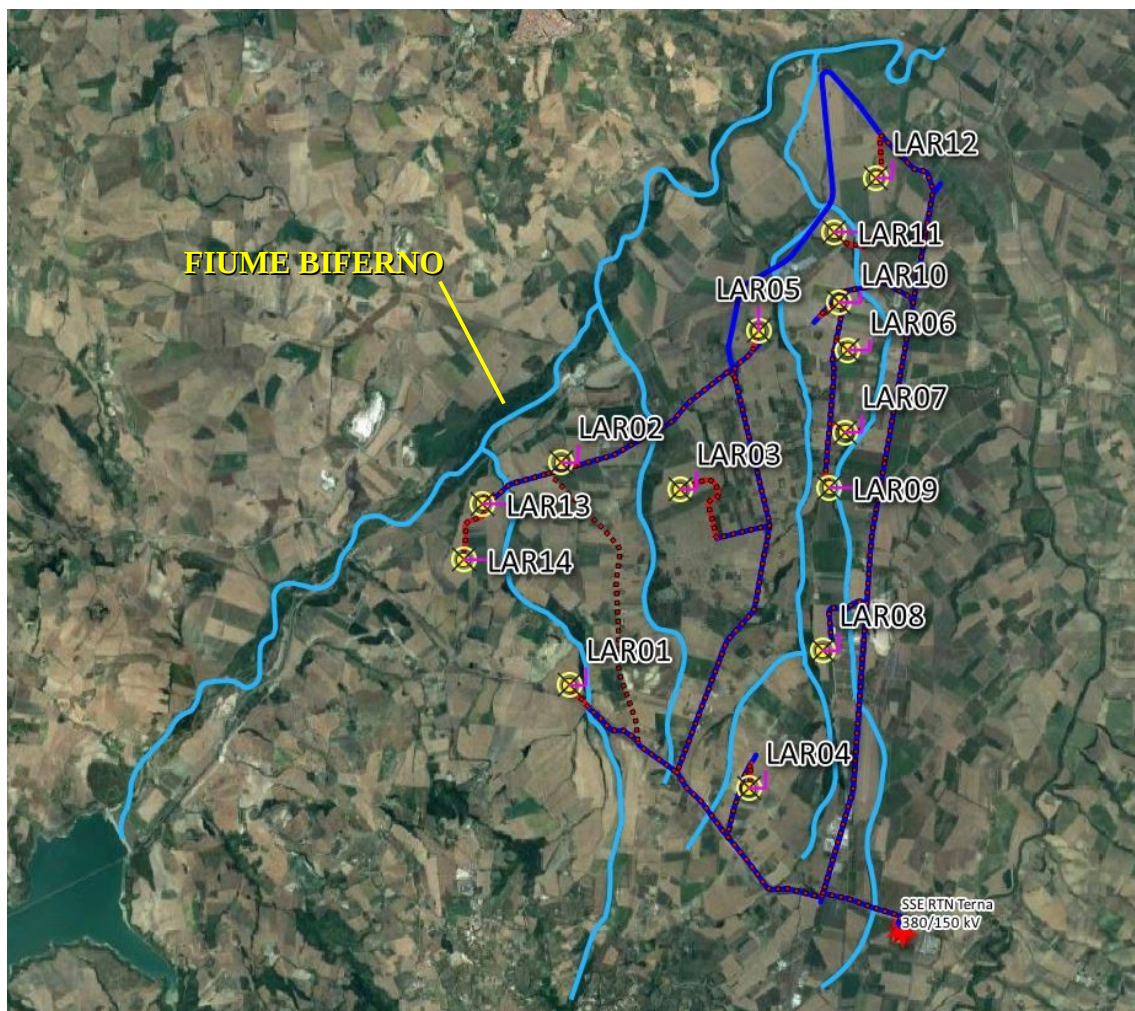 LAR12
LAR11
FIUME BIFERNO
LAR10
LAR05
LAR06
LAR07
LAR02
LAR03
LAR09
LAR13
LAR14
LAR08
LAR01
LAR04
SSE RTN Terna
380/150 kV